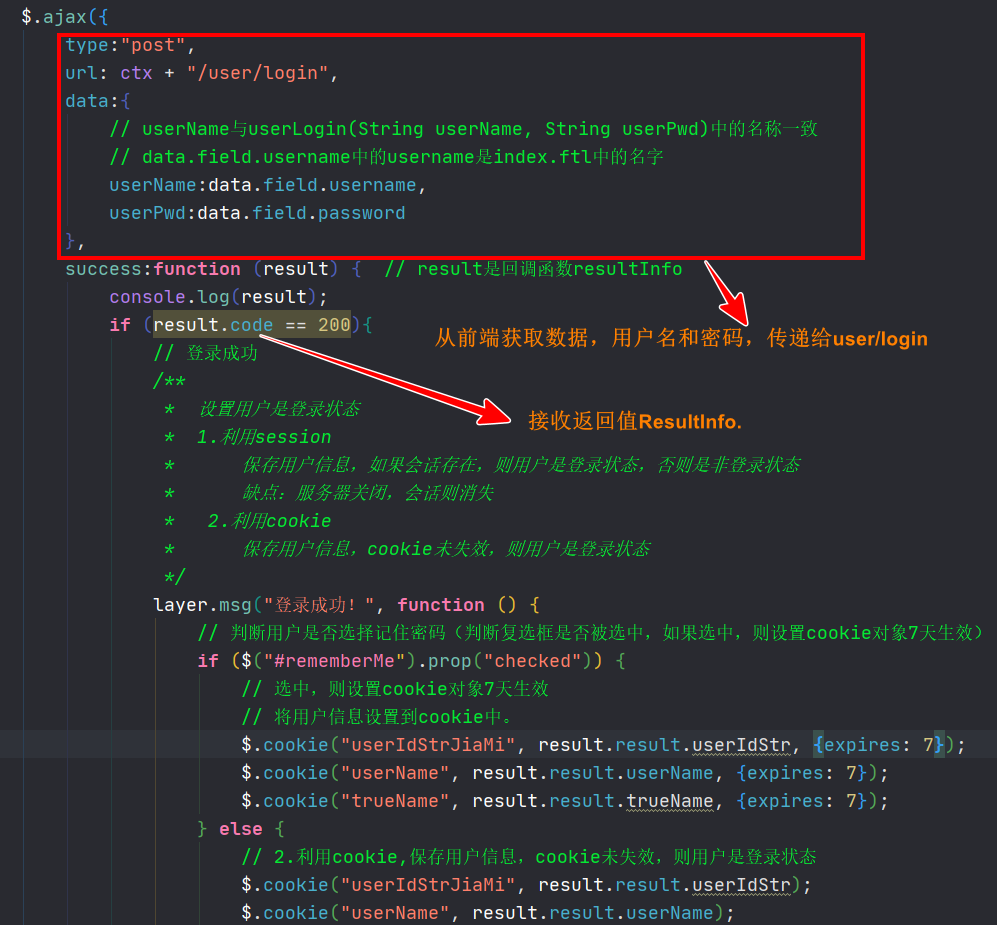 $.ajax({
type:"post",
url: ctx + "/user/login",
data:{
// userName与userLogin(String userName, String userPwd)中的名称一致
// data.field.username中的username是index.ftl中的名字
userName:data.field.username,
userPwd:data.field.password
},
success:function (result) {  // result是回调函数resultInfo
console.log(result);
if (result.code == 200){
从前端获取数据，用户名和密码，传递给user/login
// 登录成功
/**
*  设置用户是登录状态
*  1.利用session
*      保存用户信息，如果会话存在，则用户是登录状态，否则是非登录状态
*      缺点：服务器关闭，会话则消失
*   2.利用cookie
*      保存用户信息，cookie未失效，则用户是登录状态
*/
接收返回值ResultInfo.
layer.msg("登录成功！", function () {
// 判断用户是否选择记住密码（判断复选框是否被选中，如果选中，则设置cookie对象7天生效）
if ($("#rememberMe").prop("checked")) {
// 选中，则设置cookie对象7天生效
// 将用户信息设置到cookie中。
$.cookie("userIdStrJiaMi", result.result.userIdStr, {expires: 7});
$.cookie("userName", result.result.userName, {expires: 7});
$.cookie("trueName", result.result.trueName, {expires: 7});
} else {
// 2.利用cookie,保存用户信息，cookie未失效，则用户是登录状态
$.cookie("userIdStrJiaMi", result.result.userIdStr);
$.cookie("userName", result.result.userName);